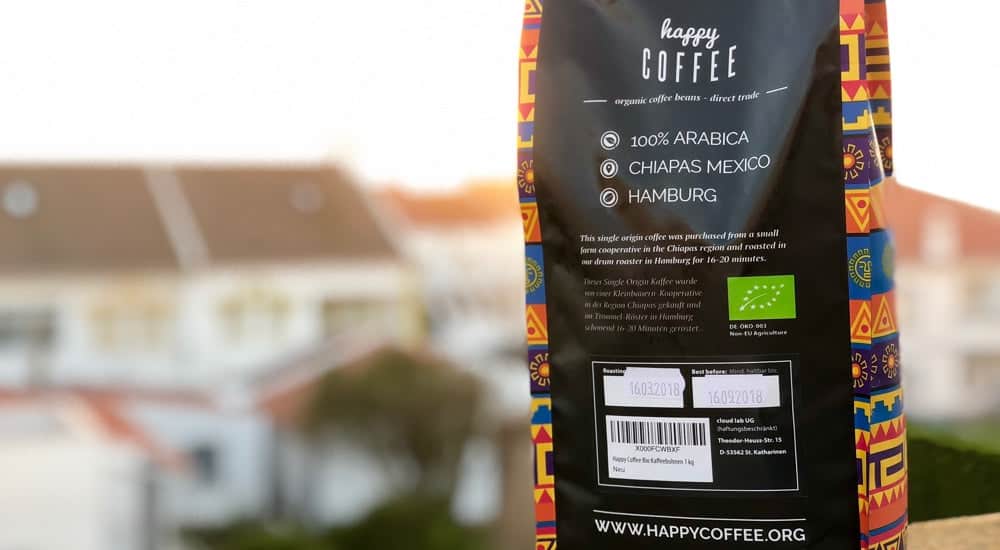 happy
COFFEE
organic coffee beans - direct trade
100% ARABICA
CHIAPAS MEXICO
HAMBURG
This single origin coffee was purchased from a small
farm cooperative in the Chiapas region and roasted in
our drum roaster in Hamburg for 16-20 minutes.
Dieser Single Origin Kaffee wurde
von einer Kleinbauern Kooperative
in der Region Chiapas gekauft und
im Trommel-Röster in Hamburg
schonend 16-20 Minuten geröstet.
DE-ÖKO-003
Non-EU Agriculture
Roasting
Best before: Mind. haltbar bis:
16.03.2018
16.09.2018
cloud lab UG
(haftungsbeschränkt)
Theodor-Heuss-Str. 15
D-53562 St. Katharinen
X000FCWBXF
Happy Coffee Bio Kaffeebohnen 1 kg
Neu
WWW.HAPPYCOFFEE.ORG